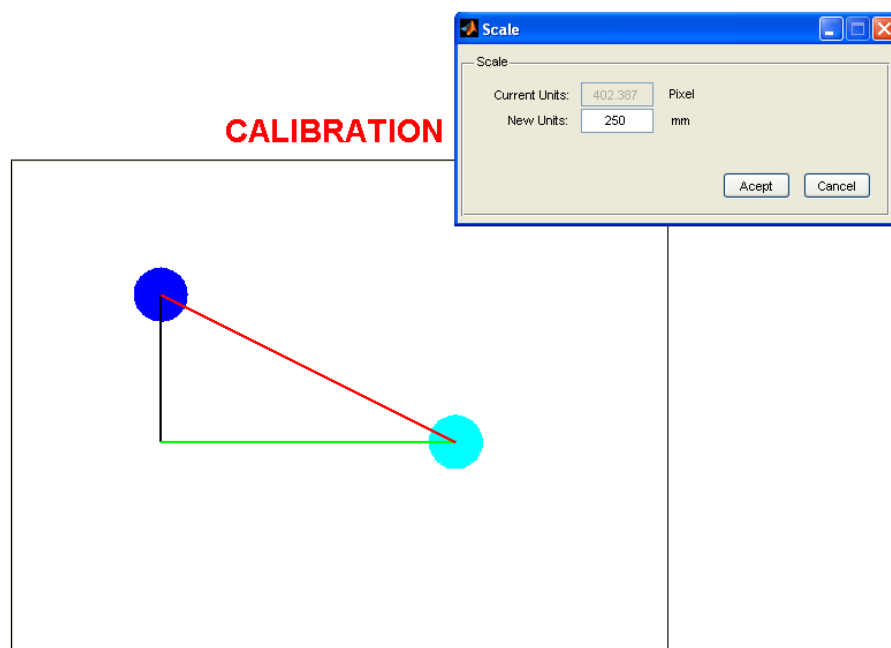 Scale
Scale
Current Units: 402.387 Pixel
New Units: 250 mm
Acept Cancel
CALIBRATION